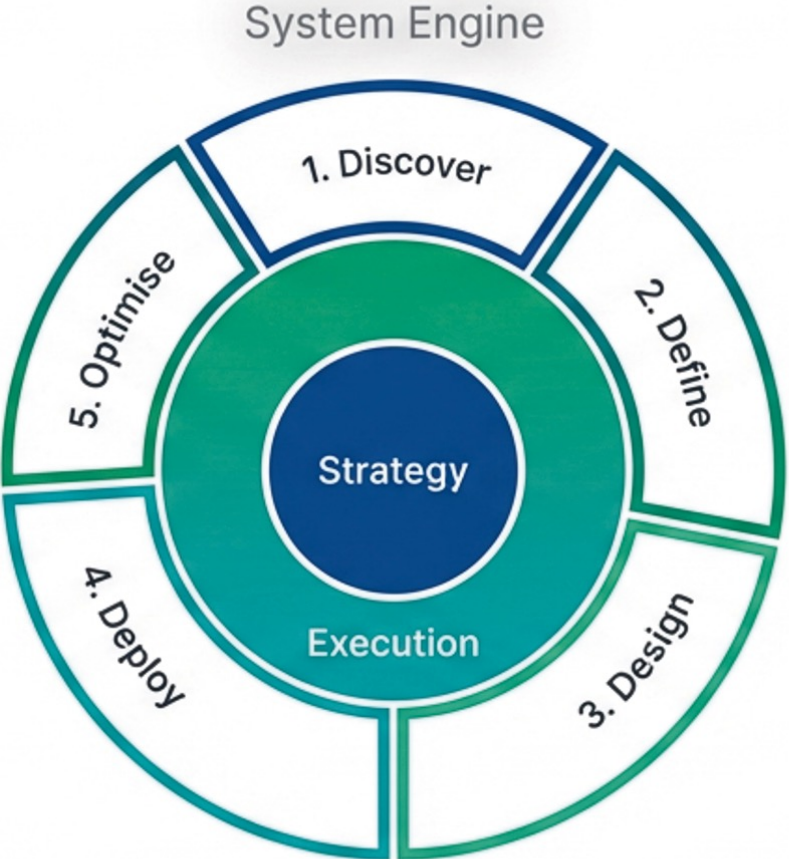 System Engine
1. Discover
2. Define
3. Design
4. Deploy
5. Optimise
Strategy
Execution